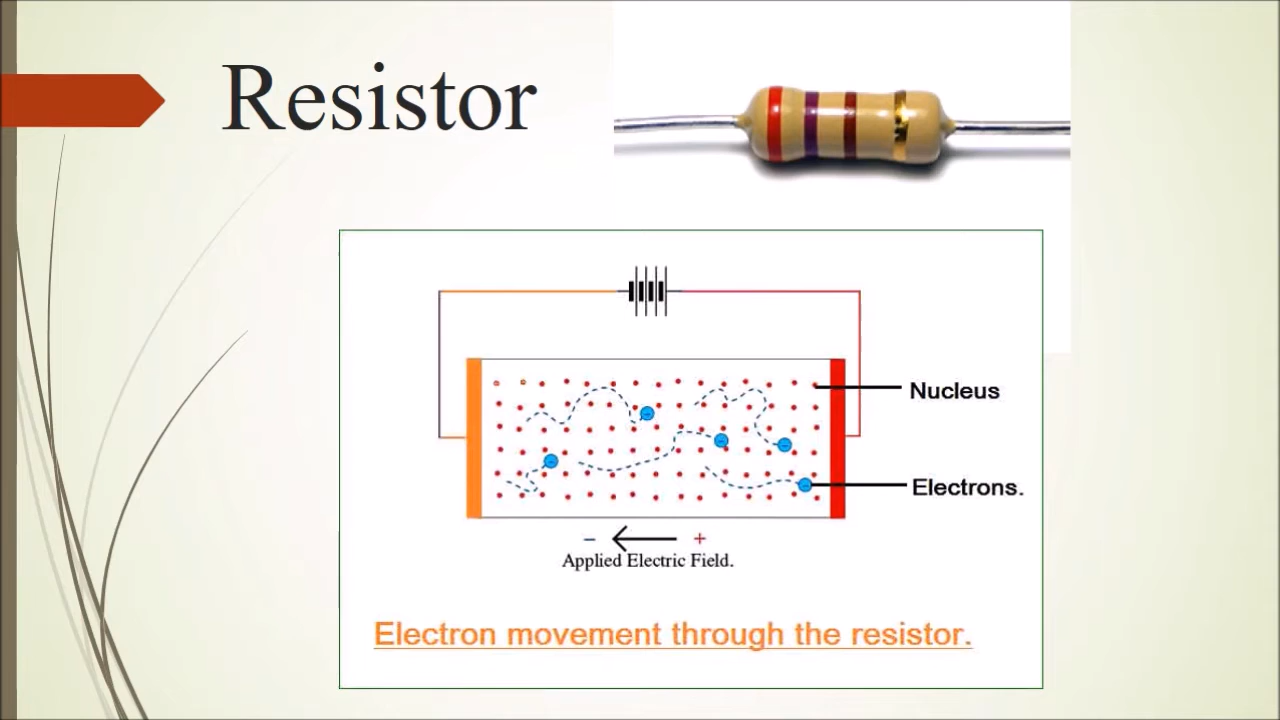 Resistor
Nucleus
Electrons.
- +
Applied Electric Field.
Electron movement through the resistor.